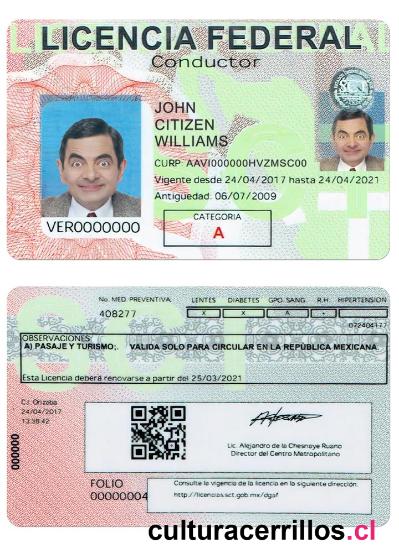 LICENCIA FEDERAL
Conductor
JOHN
CITIZEN
WILLIAMS
CURP: AAVI000000HVZMSC00
Vigente desde 24/04/2017 hasta 24/04/2021
Antigüedad: 06/07/2009
VER0000000
CATEGORIA
A
No. MED. PREVENTIVA: LENTES DIABETES GPO. SANG. R.H. HIPERTENSION
408277 X X A - X
072404177
OBSERVACIONES:
A) PASAJE Y TURISMO;. VALIDA SOLO PARA CIRCULAR EN LA REPÚBLICA MEXICANA
Esta Licencia deberá renovarse a partir del 25/03/2021
C.I. Orizaba
24/04/2017
13:38:42
000000
Lic. Alejandro de la Chesnaye Ruano
Director del Centro Metropolitano
FOLIO
00000004
Consulte la vigencia de la licencia en la siguiente dirección.
http://licencias.sct.gob.mx/dgaf
culturacerrillos.cl